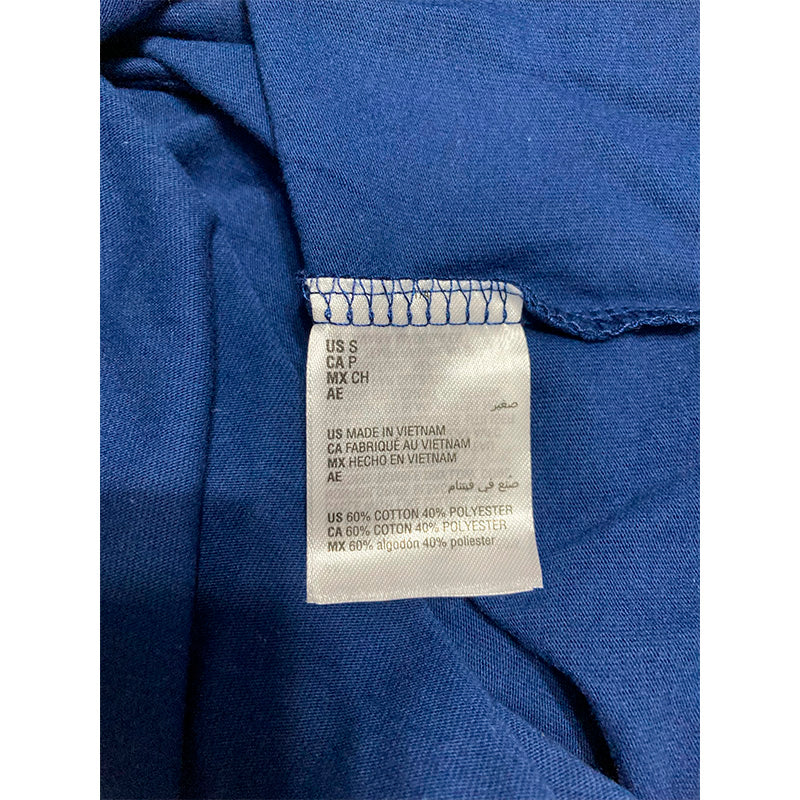 US S
CA P
MX CH
AE
صغير
US MADE IN VIETNAM
CA FABRIQUÉ AU VIETNAM
MX HECHO EN VIETNAM
AE
صنع في فيتنام
US 60% COTTON 40% POLYESTER
CA 60% COTON 40% POLYESTER
MX 60% algodón 40% poliester